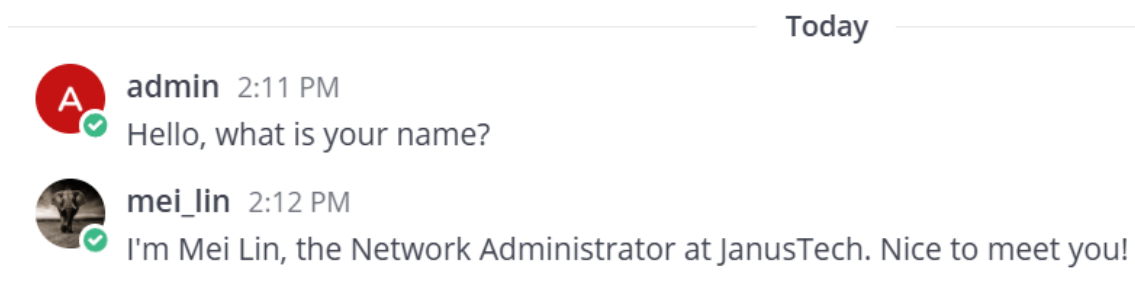 Today
A
admin 2:11 PM
Hello, what is your name?
mei_lin 2:12 PM
I'm Mei Lin, the Network Administrator at JanusTech. Nice to meet you!